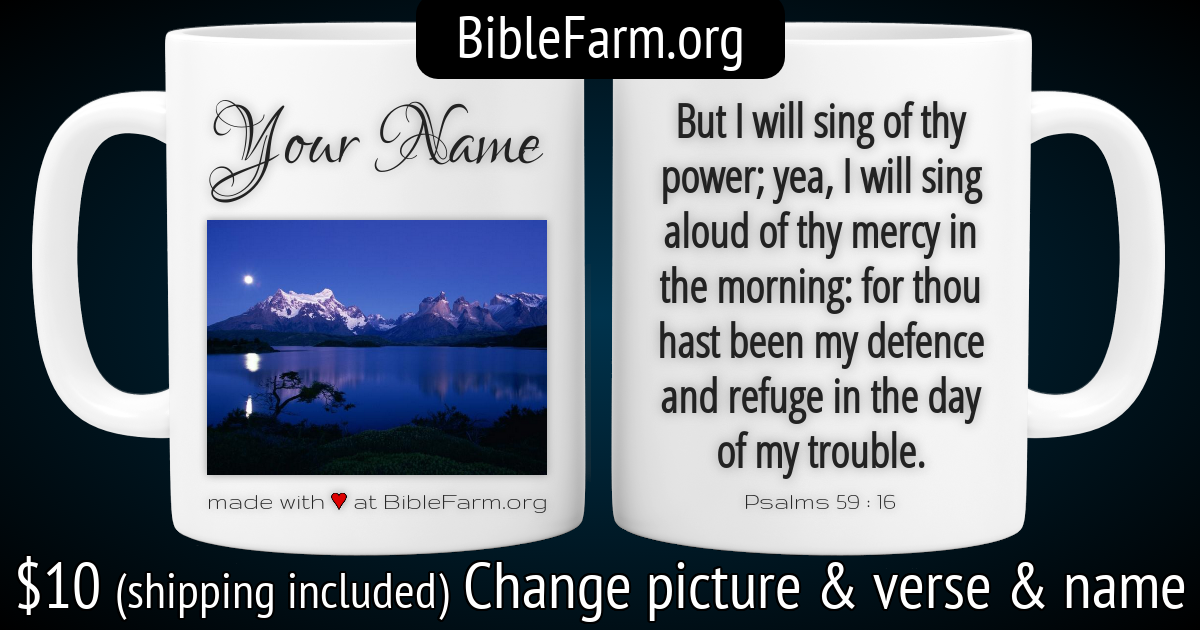 BibleFarm.org
Your Name
made with ♥ at BibleFarm.org
But I will sing of thy
power; yea, I will sing
aloud of thy mercy in
the morning: for thou
hast been my defence
and refuge in the day
of my trouble.
Psalms 59 : 16
$10 (shipping included) Change picture & verse & name